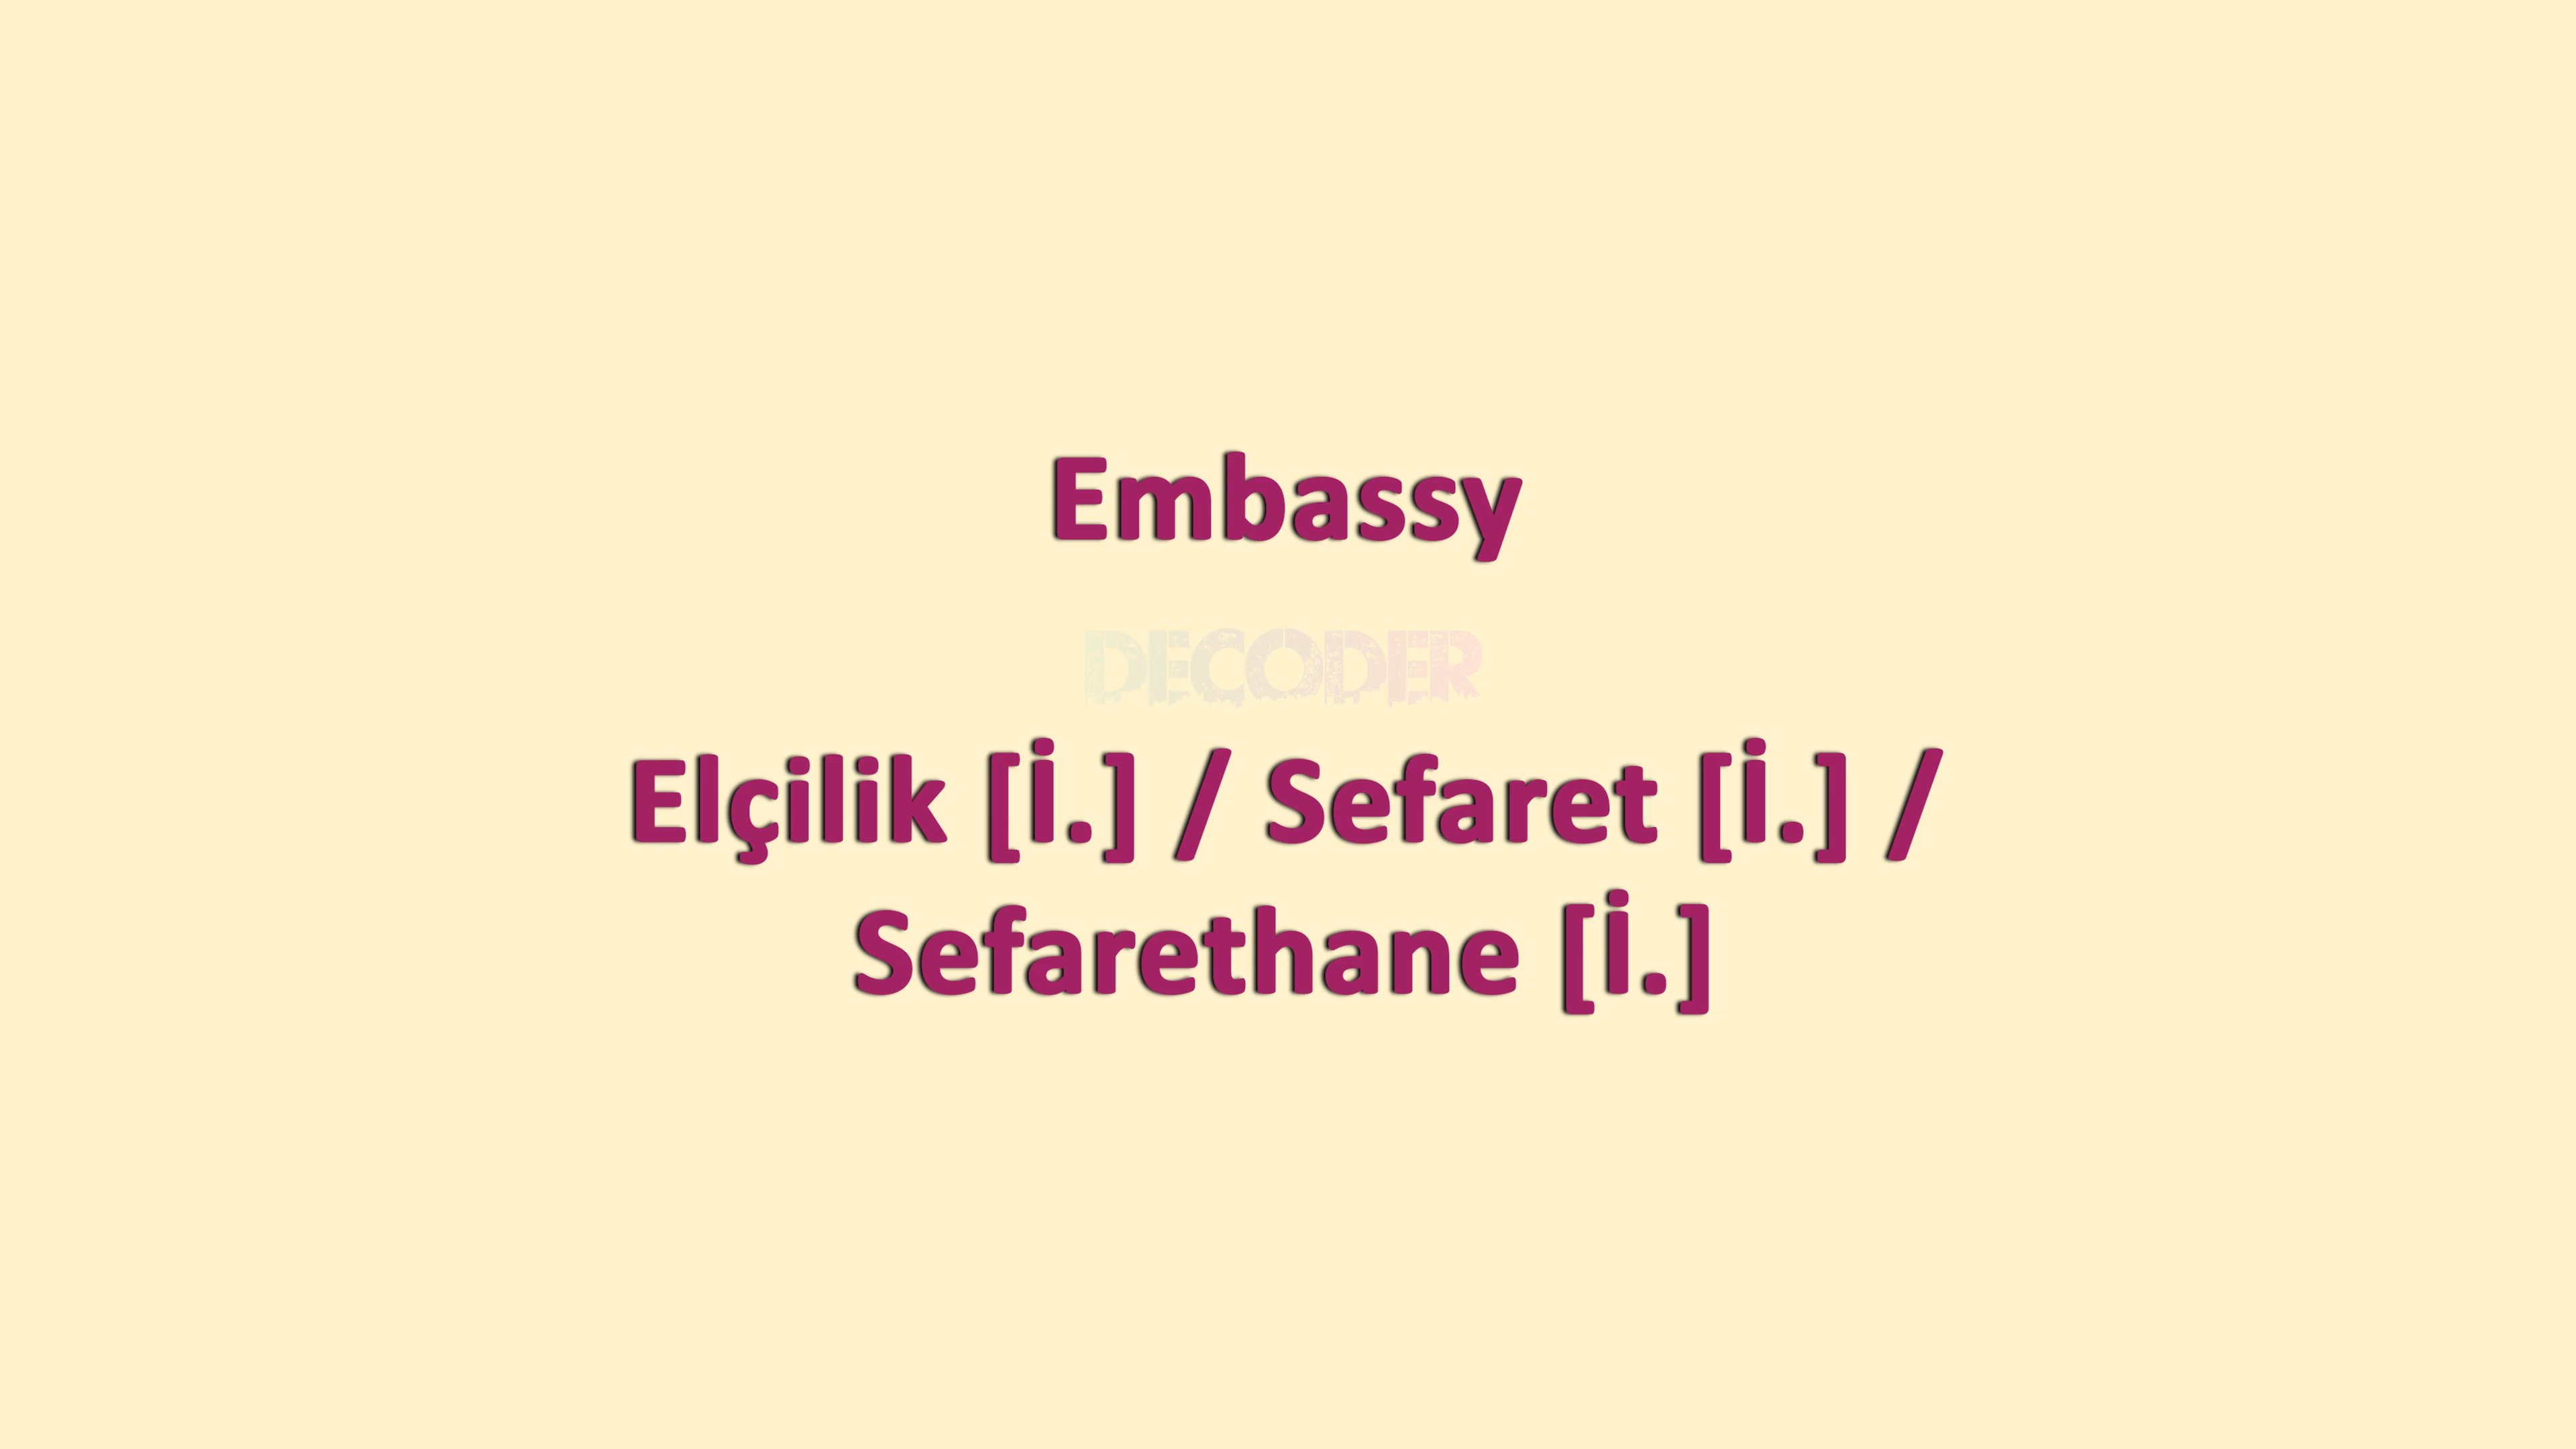 Embassy
DECODER
Elçilik [İ.] / Sefaret [İ.] /
Sefarethane [İ.]